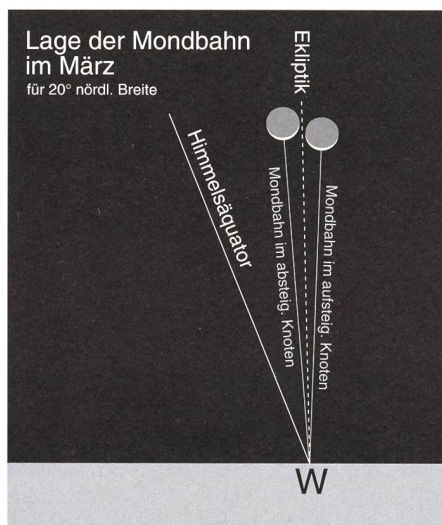 Lage der Mondbahn
im März
für 20° nördl. Breite
Ekliptik
Himmelsäquator
Mondbahn im absteig. Knoten
Mondbahn im aufsteig. Knoten
W